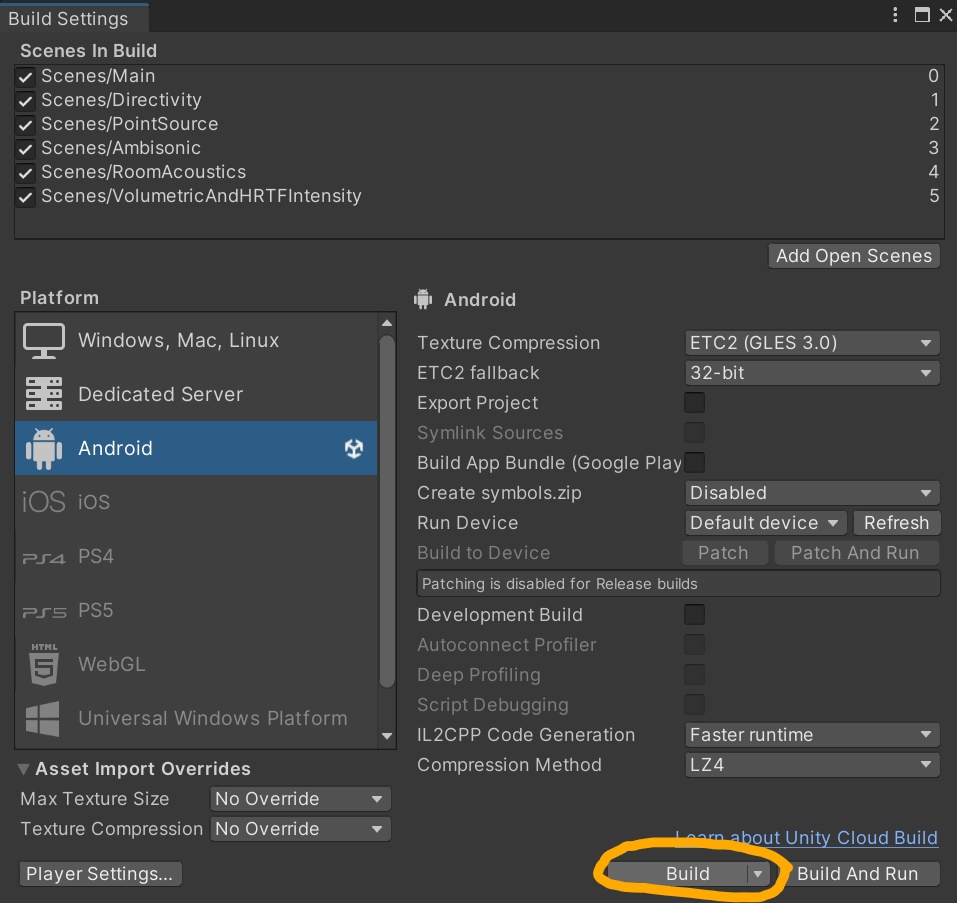 Build Settings
Scenes In Build
Scenes/Main 0
Scenes/Directivity 1
Scenes/PointSource 2
Scenes/Ambisonic 3
Scenes/RoomAcoustics 4
Scenes/VolumetricAndHRTFIntensity 5
Add Open Scenes
Platform
Windows, Mac, Linux
Dedicated Server
Android
iOS iOS
PS4 PS4
PS5 PS5
HTML
5 WebGL
Universal Windows Platform
Asset Import Overrides
Max Texture Size No Override
Texture Compression No Override
Player Settings...
Android
Texture Compression ETC2 (GLES 3.0)
ETC2 fallback 32-bit
Export Project
Symlink Sources
Build App Bundle (Google Play
Create symbols.zip Disabled
Run Device Default device Refresh
Build to Device Patch Patch And Run
Patching is disabled for Release builds
Development Build
Autoconnect Profiler
Deep Profiling
Script Debugging
IL2CPP Code Generation Faster runtime
Compression Method LZ4
Learn about Unity Cloud Build
Build Build And Run